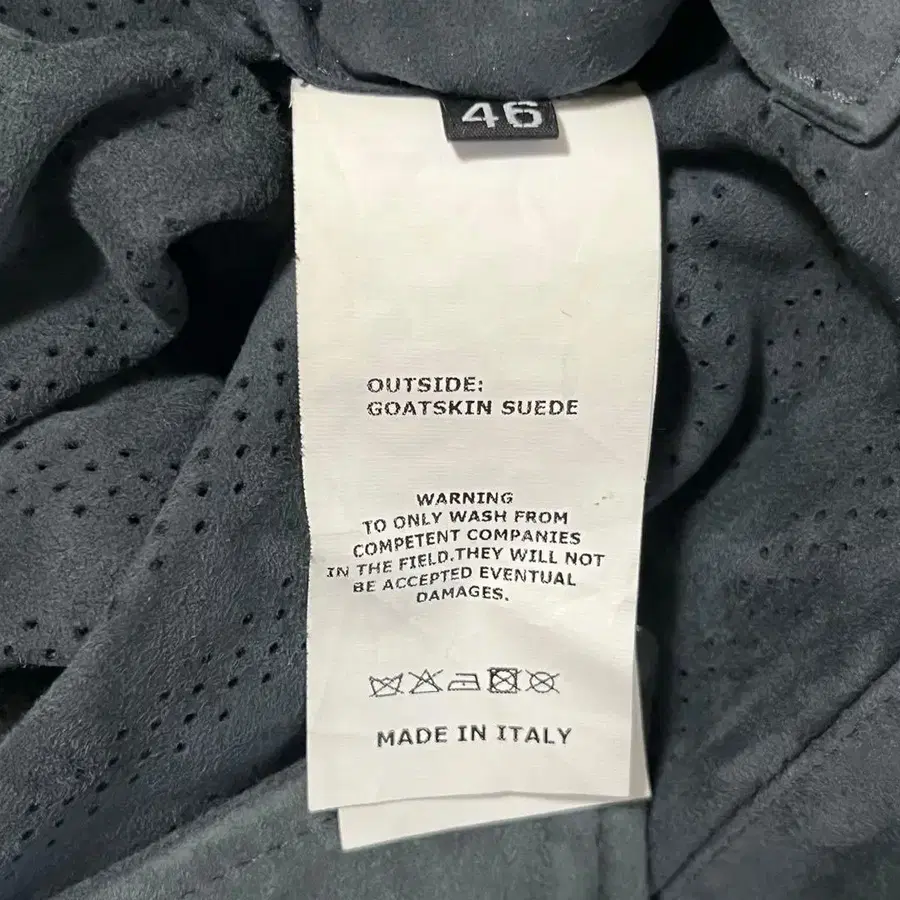 46
OUTSIDE:
GOATSKIN SUEDE
WARNING
TO ONLY WASH FROM
COMPETENT COMPANIES
IN THE FIELD.THEY WILL NOT
BE ACCEPTED EVENTUAL
DAMAGES.
MADE IN ITALY